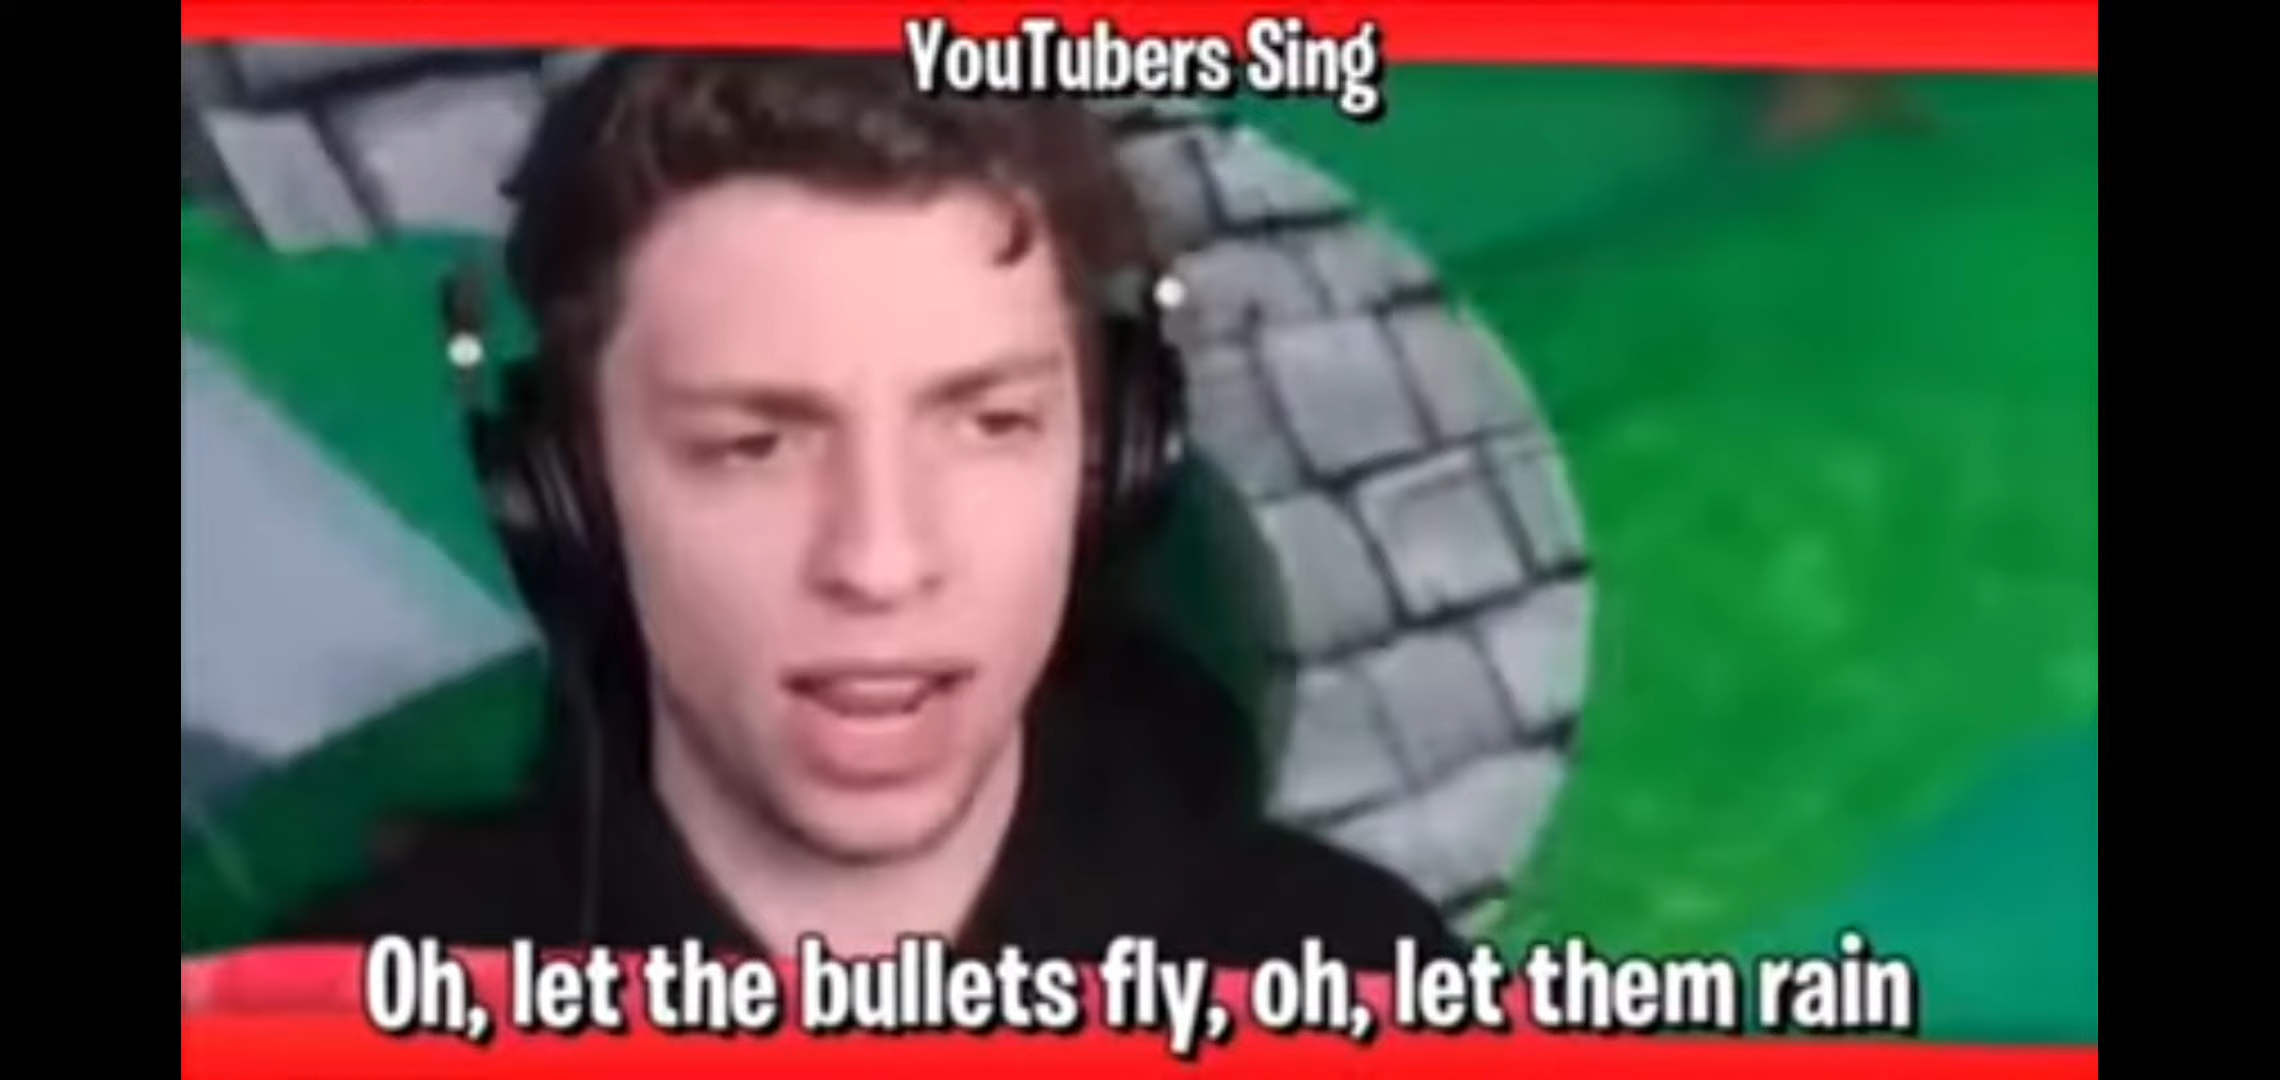 YouTubers Sing
Oh, let the bullets fly, oh, let them rain